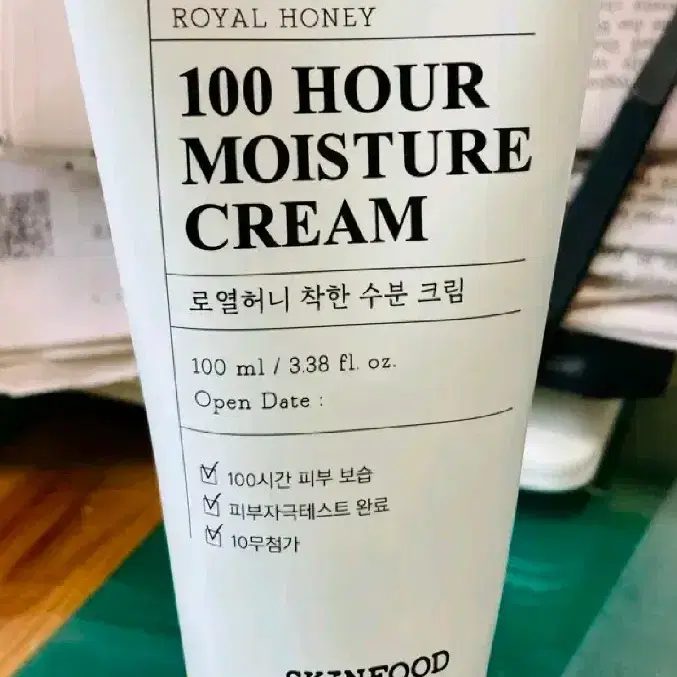 ROYAL HONEY
100 HOUR
MOISTURE
CREAM
로열허니 착한 수분 크림
100 ml / 3.38 fl. oz.
Open Date :
100시간 피부 보습
피부자극테스트 완료
10무첨가
SKINFOOD